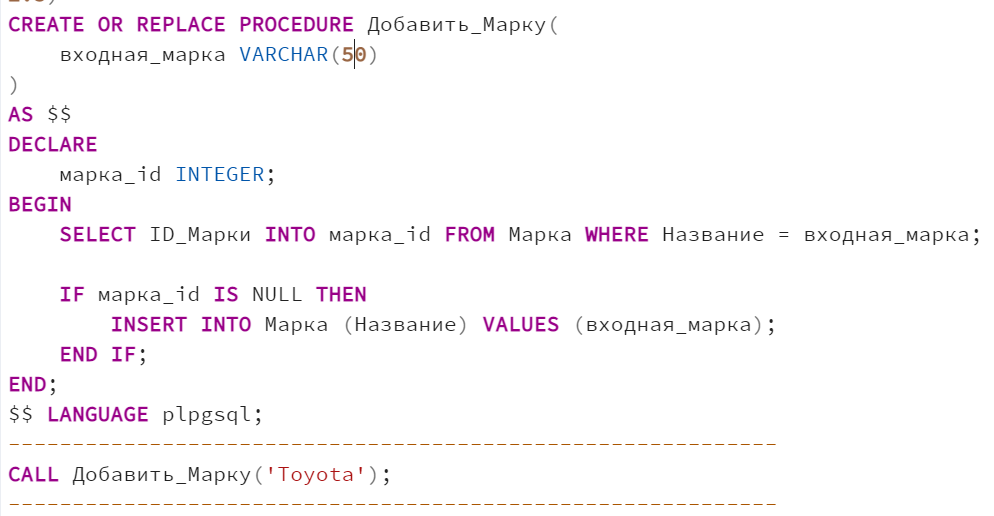 CREATE OR REPLACE PROCEDURE Добавить_Марку(
    входная_марка VARCHAR(50)
)
AS $$
DECLARE
    марка_id INTEGER;
BEGIN
    SELECT ID_Марки INTO марка_id FROM Марка WHERE Название = входная_марка;

    IF марка_id IS NULL THEN
        INSERT INTO Марка (Название) VALUES (входная_марка);
    END IF;
END;
$$ LANGUAGE plpgsql;
------------------------------------------------------------
CALL Добавить_Марку('Toyota');
------------------------------------------------------------